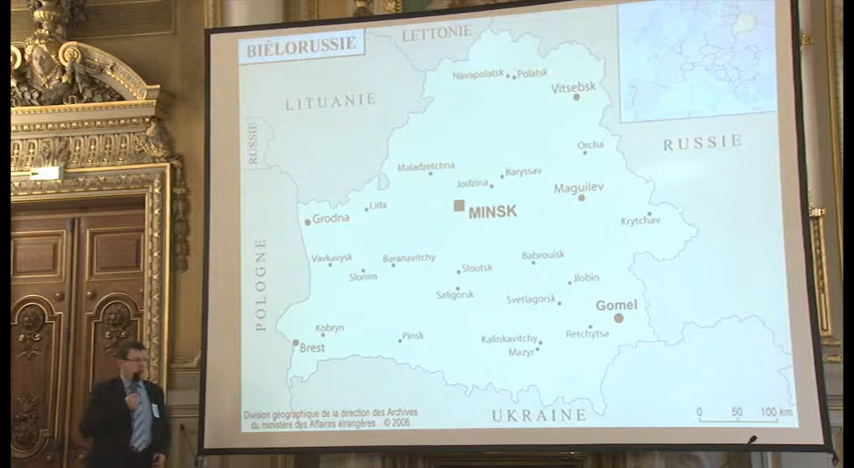 BIÉLORUSSIE
LETTONIE
Navapolatsk
Polatsk
Vitsebsk
LITUANIE
RUSSIE
Orcha
RUSSIE
Maladzetchna
Jodzina
Baryssav
Maguilev
Lida
MINSK
Grodna
Krytchav
POLOGNE
Vavkavysk
Baranavitchy
Slonim
Sloutsk
Babrouisk
Jlobin
Saligorsk
Svetlagorsk
Gomel
Kobryn
Pinsk
Kalinkavitchy
Retchytsa
Brest
Mazyr
Division géographique de la direction des Archives
du ministère des Affaires étrangères © 2006
UKRAINE
0 50 100 km